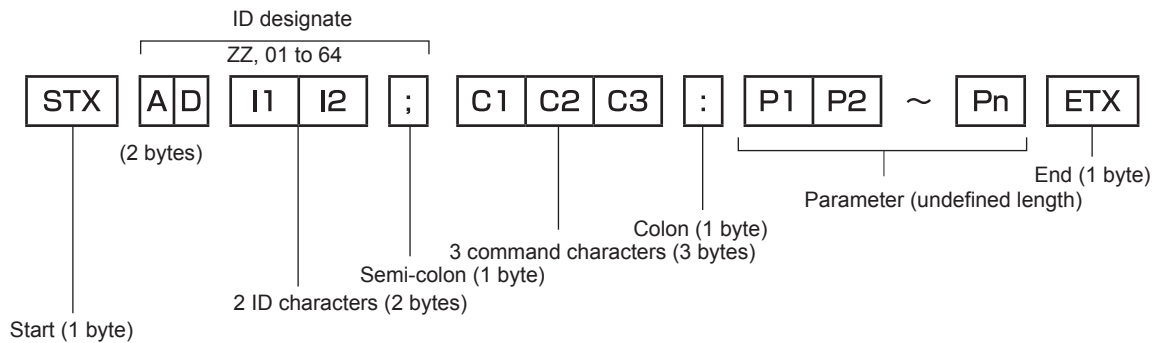 ID designate
ZZ, 01 to 64
STX A D I1 I2 ; C1 C2 C3 : P1 P2 ~ Pn ETX
(2 bytes)
End (1 byte)
Parameter (undefined length)
Colon (1 byte)
3 command characters (3 bytes)
Semi-colon (1 byte)
2 ID characters (2 bytes)
Start (1 byte)